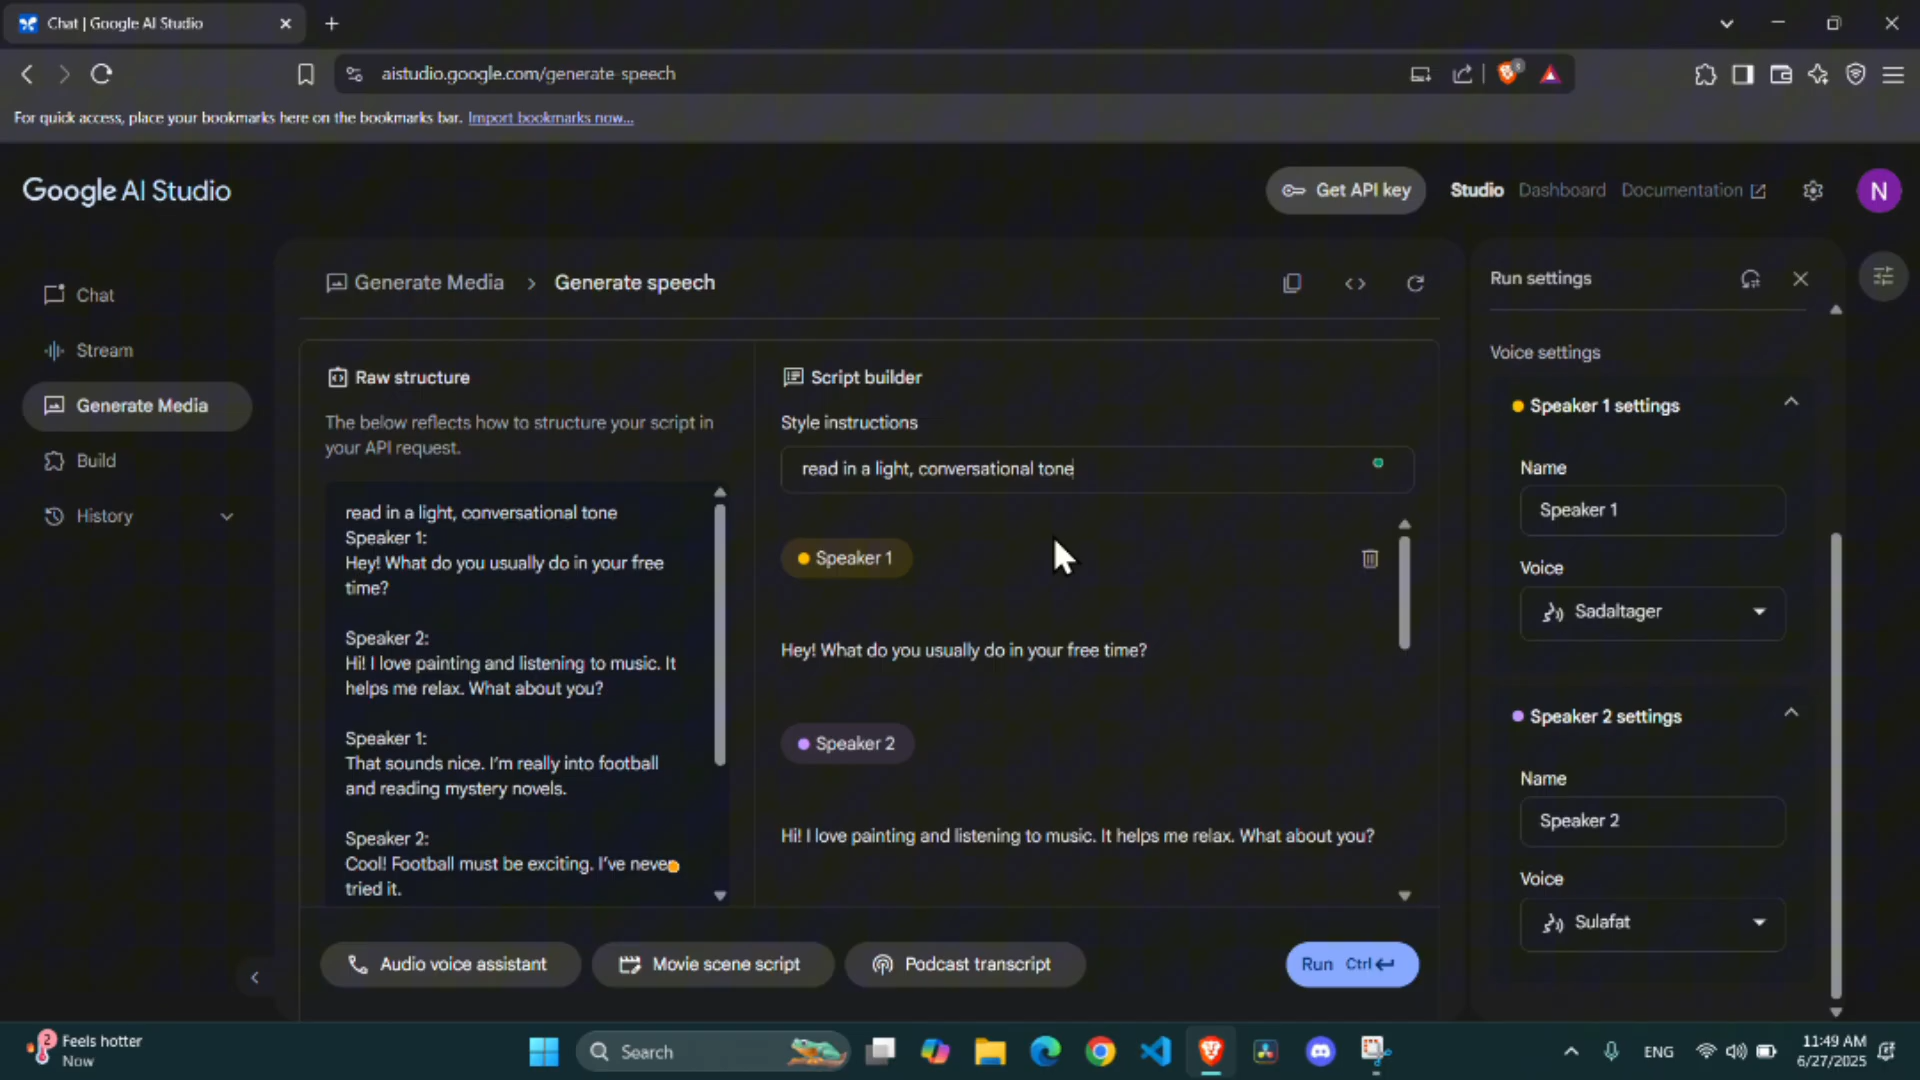 Chat | Google AI Studio
aistudio.google.com/generate-speech
For quick access, place your bookmarks here on the bookmarks bar. Import bookmarks now...
Google AI Studio
Get API key
Studio
Dashboard
Documentation
N
Chat
Stream
Generate Media
Build
History
Generate Media > Generate speech
Raw structure
The below reflects how to structure your script in
your API request.
read in a light, conversational tone
Speaker 1:
Hey! What do you usually do in your free
time?
Speaker 2:
Hi! I love painting and listening to music. It
helps me relax. What about you?
Speaker 1:
That sounds nice. I'm really into football
and reading mystery novels.
Speaker 2:
Cool! Football must be exciting. I've never
tried it.
Script builder
Style instructions
read in a light, conversational tone
Speaker 1
Hey! What do you usually do in your free time?
Speaker 2
Hi! I love painting and listening to music. It helps me relax. What about you?
Audio voice assistant
Movie scene script
Podcast transcript
Run Ctrl
Run settings
Voice settings
Speaker 1 settings
Name
Speaker 1
Voice
Sadaltager
Speaker 2 settings
Name
Speaker 2
Voice
Sulafat
2
Feels hotter
Now
Search
ENG
11:49 AM
6/27/2025